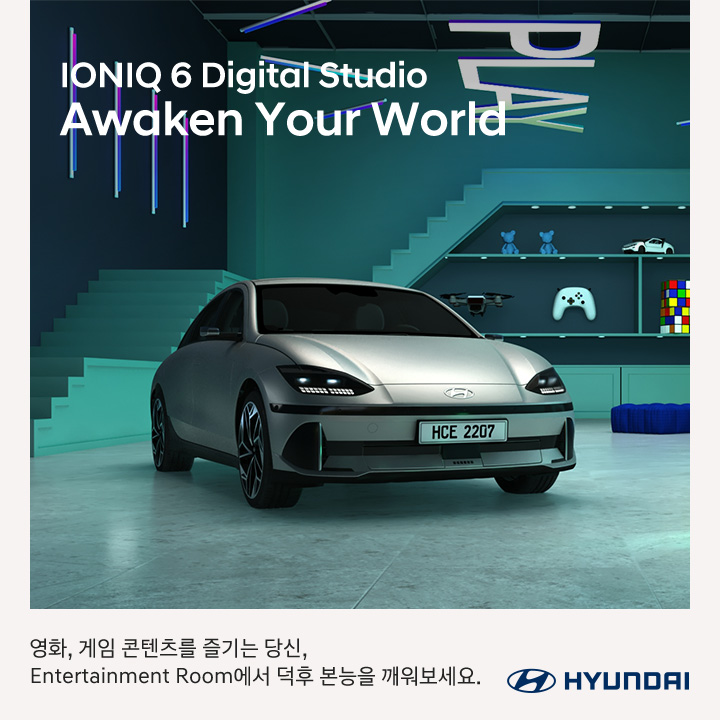 IONIQ 6 Digital Studio
Awaken Your World
PLAY
HCE 2207
영화, 게임 콘텐츠를 즐기는 당신,
Entertainment Room에서 덕후 본능을 깨워보세요.
HYUNDAI